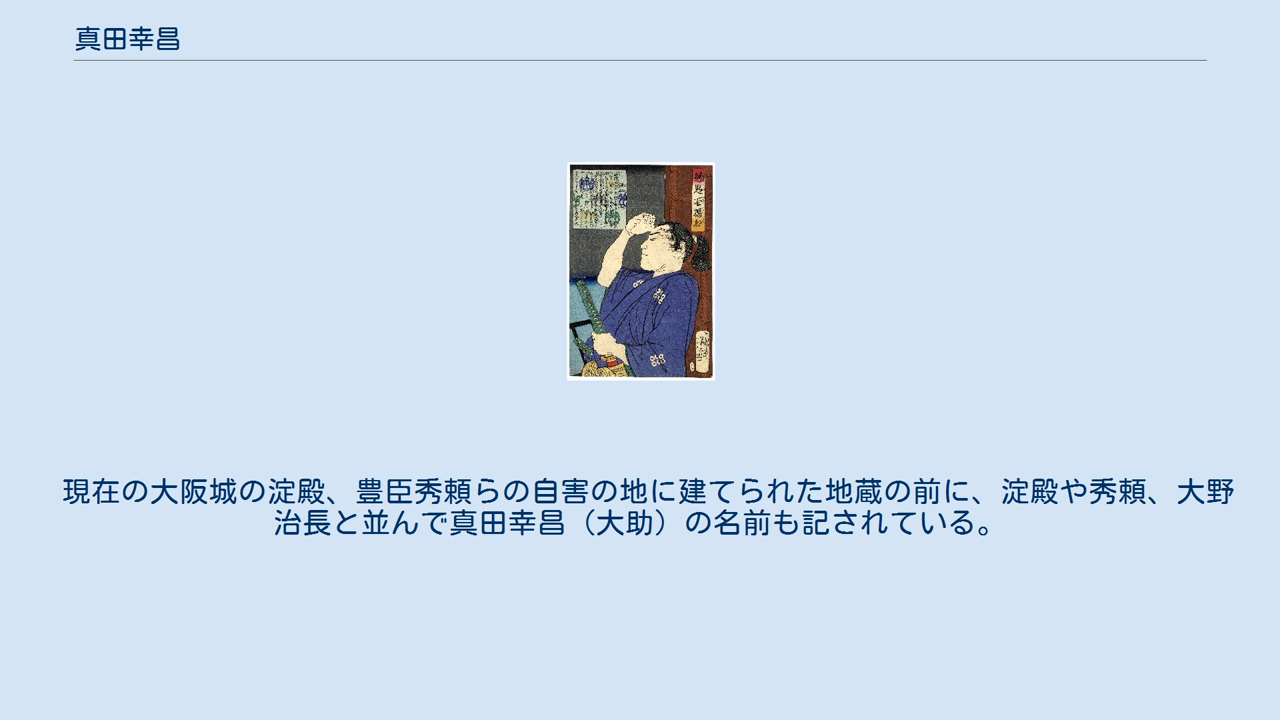 真田幸昌
現在の大阪城の淀殿、豊臣秀頼らの自害の地に建てられた地蔵の前に、淀殿や秀頼、大野
治長と並んで真田幸昌（大助）の名前も記されている。